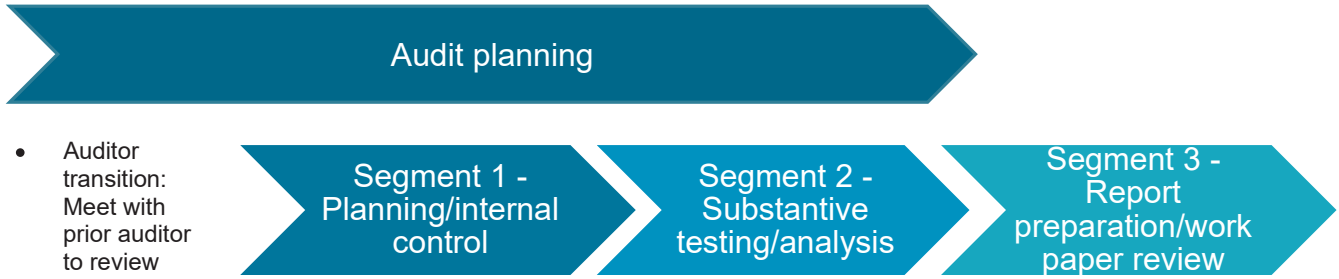 Audit planning
• Auditor
transition:
Meet with
prior auditor
to review
Segment 1 -
Planning/internal
control
Segment 2 -
Substantive
testing/analysis
Segment 3 -
Report
preparation/work
paper review